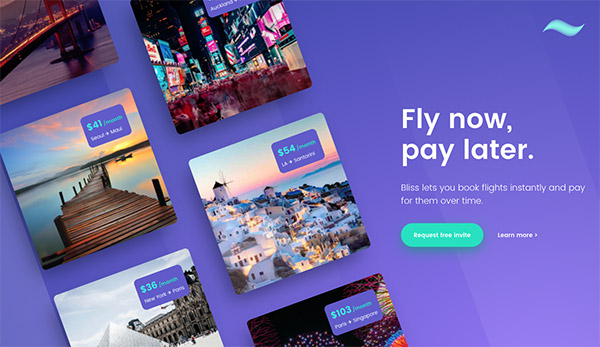 Auckland
$41 /month
Seoul ✈ Maui
$54 /month
LA ✈ Santorini
$36 /month
New York ✈ Paris
$103 /month
Paris ✈ Singapore
Fly now,
pay later.
Bliss lets you book flights instantly and pay
for them over time.
Request free invite
Learn more >